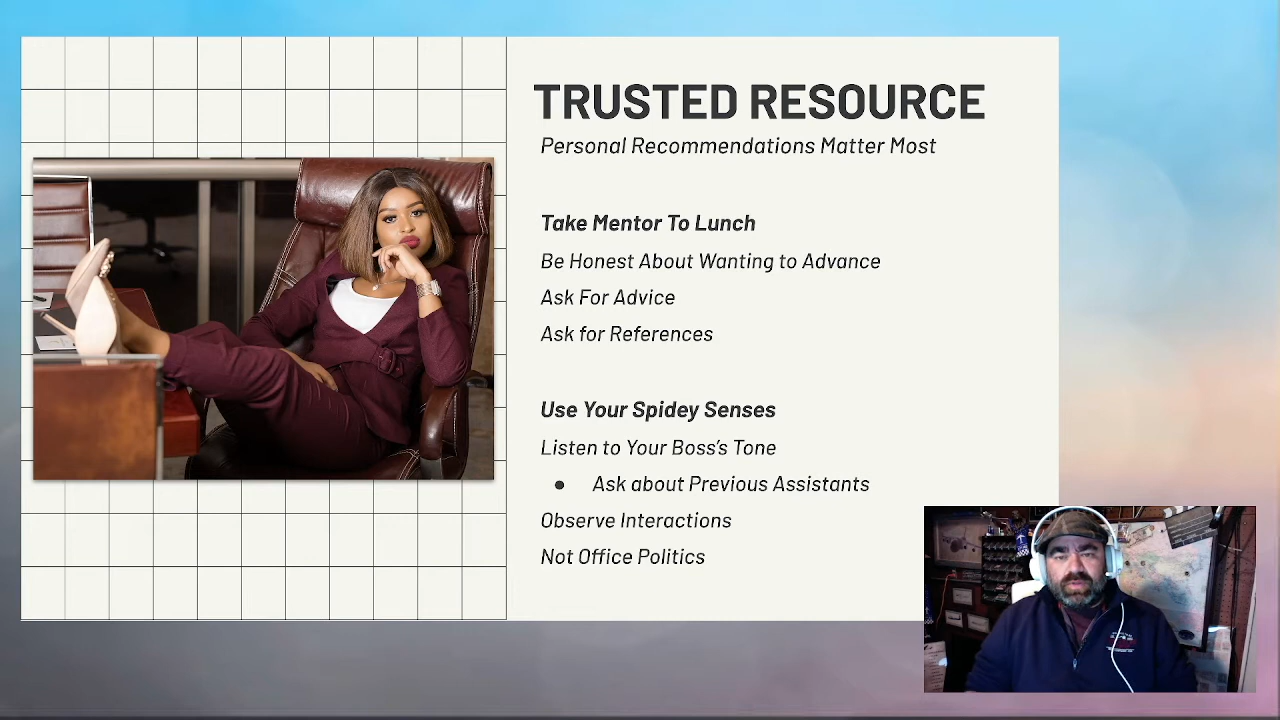 TRUSTED RESOURCE
Personal Recommendations Matter Most
Take Mentor To Lunch
Be Honest About Wanting to Advance
Ask For Advice
Ask for References
Use Your Spidey Senses
Listen to Your Boss's Tone
● Ask about Previous Assistants
Observe Interactions
Not Office Politics